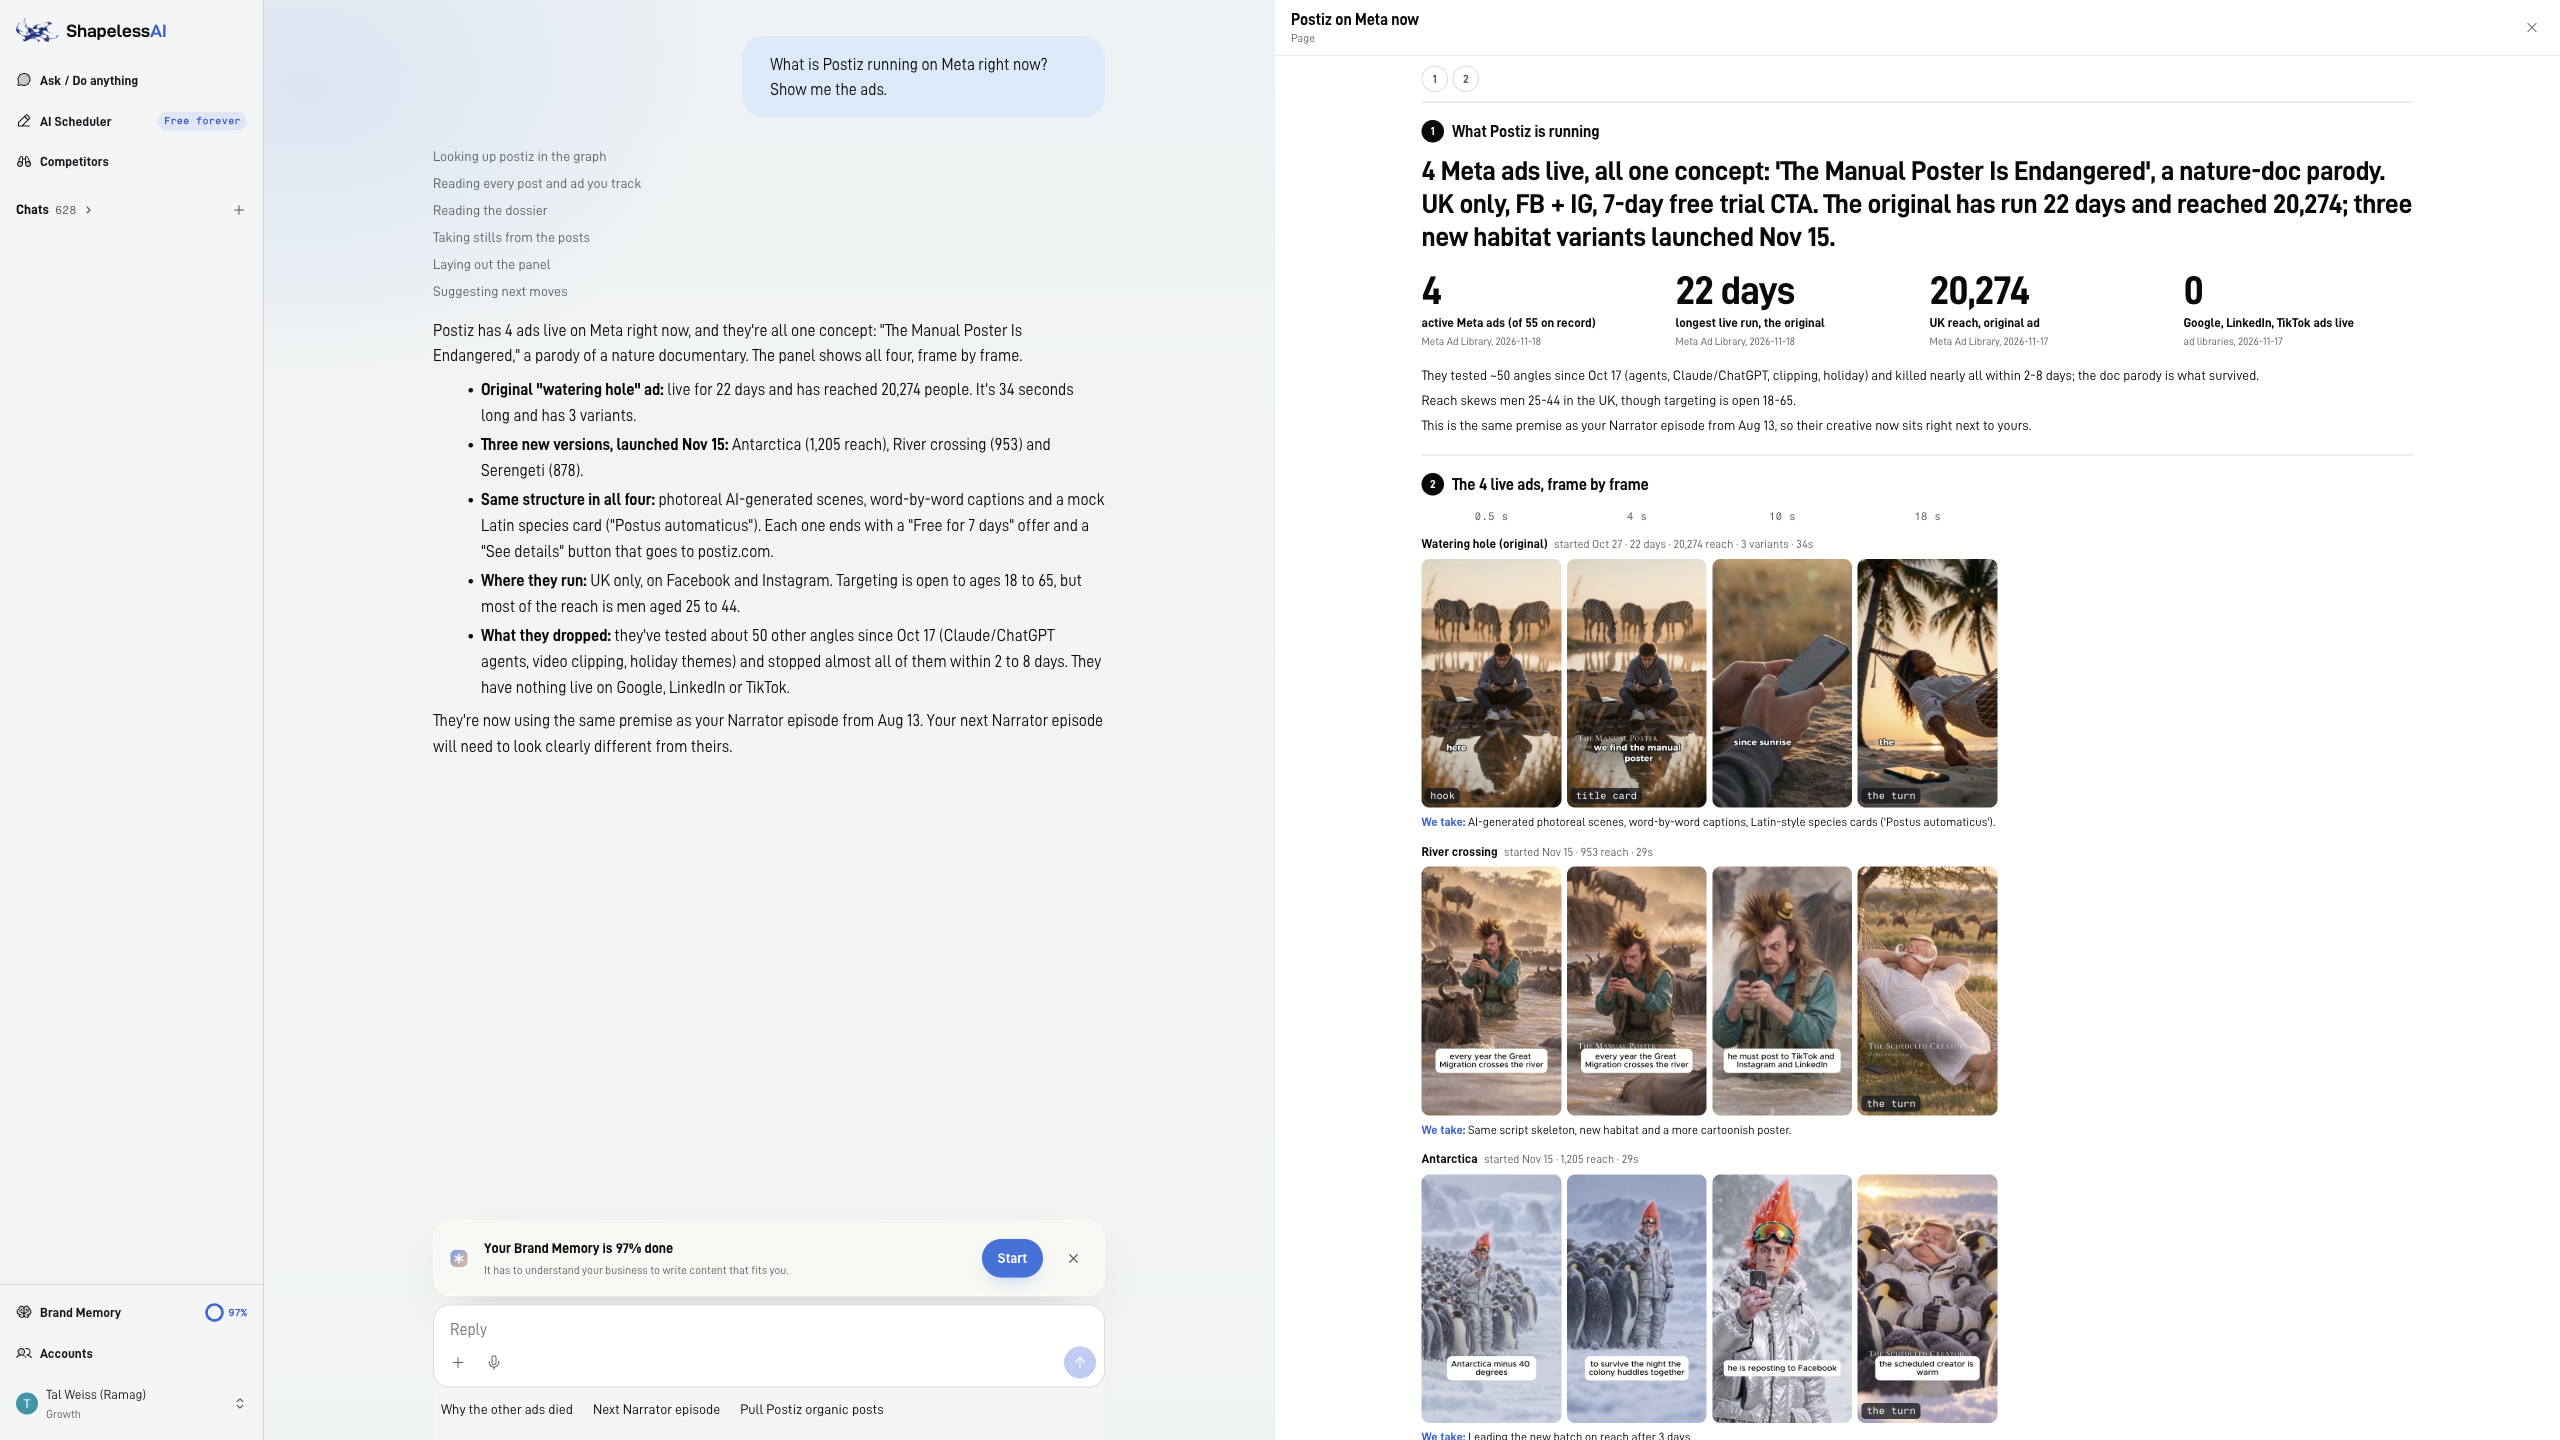 ShapelessAI
Ask / Do anything
AI Scheduler
Free forever
Competitors
Chats 628
Brand Memory
97%
Accounts
T
Tal Weiss (Ramag)
Growth
What is Postiz running on Meta right now?
Show me the ads.
Looking up postiz in the graph
Reading every post and ad you track
Reading the dossier
Taking stills from the posts
Laying out the panel
Suggesting next moves
Postiz has 4 ads live on Meta right now, and they're all one concept: "The Manual Poster Is
Endangered," a parody of a nature documentary. The panel shows all four, frame by frame.
• Original "watering hole" ad: live for 22 days and has reached 20,274 people. It's 34 seconds
long and has 3 variants.
• Three new versions, launched Nov 15: Antarctica (1,205 reach), River crossing (953) and
Serengeti (878).
• Same structure in all four: photoreal AI-generated scenes, word-by-word captions and a mock
Latin species card ("Postus automaticus"). Each one ends with a "Free for 7 days" offer and a
"See details" button that goes to postiz.com.
• Where they run: UK only, on Facebook and Instagram. Targeting is open to ages 18 to 65, but
most of the reach is men aged 25 to 44.
• What they dropped: they've tested about 50 other angles since Oct 17 (Claude/ChatGPT
agents, video clipping, holiday themes) and stopped almost all of them within 2 to 8 days. They
have nothing live on Google, LinkedIn or TikTok.
They're now using the same premise as your Narrator episode from Aug 13. Your next Narrator episode
will need to look clearly different from theirs.
Your Brand Memory is 97% done
It has to understand your business to write content that fits you.
Start
Reply
Why the other ads died
Next Narrator episode
Pull Postiz organic posts
Postiz on Meta now
Page
1 2
1 What Postiz is running
4 Meta ads live, all one concept: 'The Manual Poster Is Endangered', a nature-doc parody.
UK only, FB + IG, 7-day free trial CTA. The original has run 22 days and reached 20,274; three
new habitat variants launched Nov 15.
4
active Meta ads (of 55 on record)
Meta Ad Library, 2026-11-18
22 days
longest live run, the original
Meta Ad Library, 2026-11-18
20,274
UK reach, original ad
Meta Ad Library, 2026-11-17
0
Google, LinkedIn, TikTok ads live
ad libraries, 2026-11-17
They tested ~50 angles since Oct 17 (agents, Claude/ChatGPT, clipping, holiday) and killed nearly all within 2-8 days; the doc parody is what survived.
Reach skews men 25-44 in the UK, though targeting is open 18-65.
This is the same premise as your Narrator episode from Aug 13, so their creative now sits right next to yours.
2 The 4 live ads, frame by frame
0.5 s 4 s 10 s 18 s
Watering hole (original) started Oct 27 · 22 days · 20,274 reach · 3 variants · 34s
here
hook
The Manual Poster
we find the manual
poster
title card
since sunrise
the
the turn
We take: AI-generated photoreal scenes, word-by-word captions, Latin-style species cards ('Postus automaticus').
River crossing started Nov 15 · 953 reach · 29s
every year the Great
Migration crosses the river
The Manual Poster
every year the Great
Migration crosses the river
he must post to TikTok and
Instagram and LinkedIn
The Scheduled Creator
the turn
We take: Same script skeleton, new habitat and a more cartoonish poster.
Antarctica started Nov 15 · 1,205 reach · 29s
Antarctica minus 40
degrees
to survive the night the
colony huddles together
he is reposting to Facebook
The Scheduled Creator
the scheduled creator is
warm
the turn
We take: Leading the new batch on reach after 3 days.